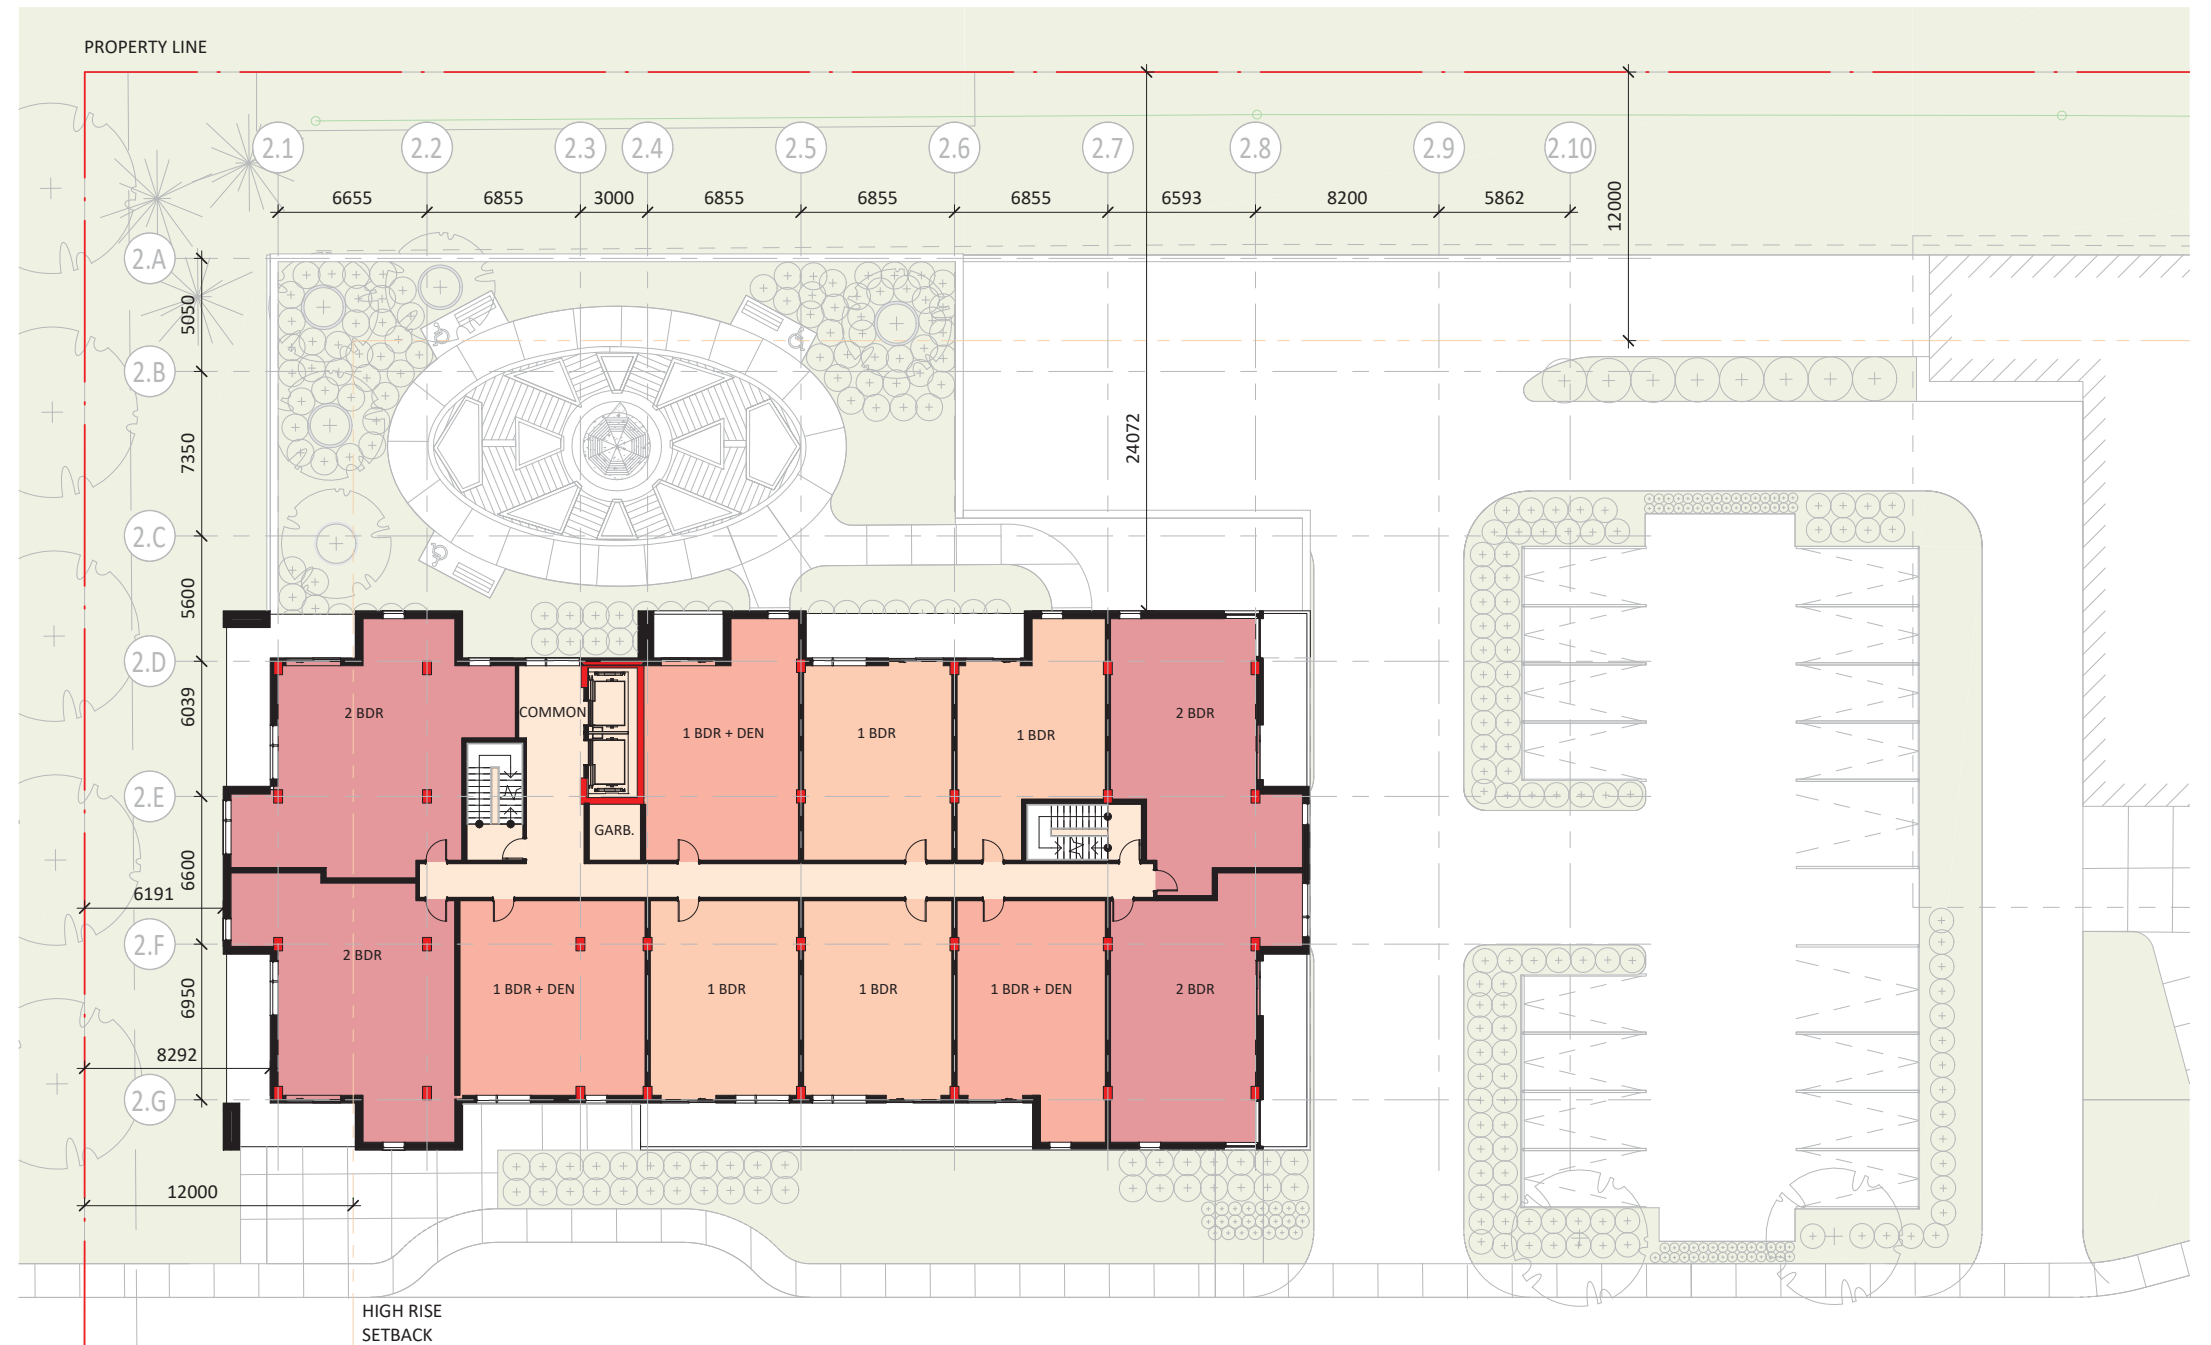 PROPERTY LINE
2.1 2.2 2.3 2.4 2.5 2.6 2.7 2.8 2.9 2.10
6655 6855 3000 6855 6855 6855 6593 8200 5862
12000
2.A
5050
2.B
24072
7350
2.C
5600
2.D
6039
2 BDR
COMMON
1 BDR + DEN
1 BDR
1 BDR
2 BDR
2.E
GARB.
6600
6191
2.F
2 BDR
6950
1 BDR + DEN
1 BDR
1 BDR
1 BDR + DEN
2 BDR
8292
2.G
12000
HIGH RISE
SETBACK